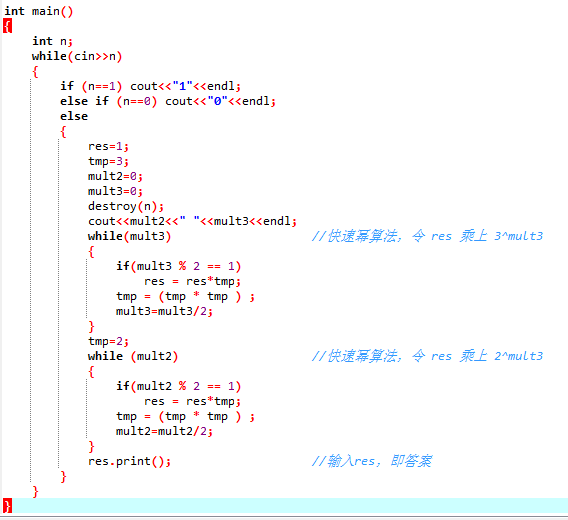 int main()
{
    int n;
    while(cin>>n)
    {
        if (n==1) cout<<"1"<<endl;
        else if (n==0) cout<<"0"<<endl;
        else
        {
            res=1;
            tmp=3;
            mult2=0;
            mult3=0;
            destroy(n);
            cout<<mult2<<" "<<mult3<<endl;
            while(mult3)                    //快速幂算法, 令 res 乘上 3^mult3
            {
                if(mult3 % 2 == 1)
                    res = res*tmp;
                tmp = (tmp * tmp ) ;
                mult3=mult3/2;
            }
            tmp=2;
            while (mult2)                   //快速幂算法, 令 res 乘上 2^mult3
            {
                if(mult2 % 2 == 1)
                    res = res*tmp;
                tmp = (tmp * tmp ) ;
                mult2=mult2/2;
            }
            res.print();                    //输入res, 即答案
        }
    }
}